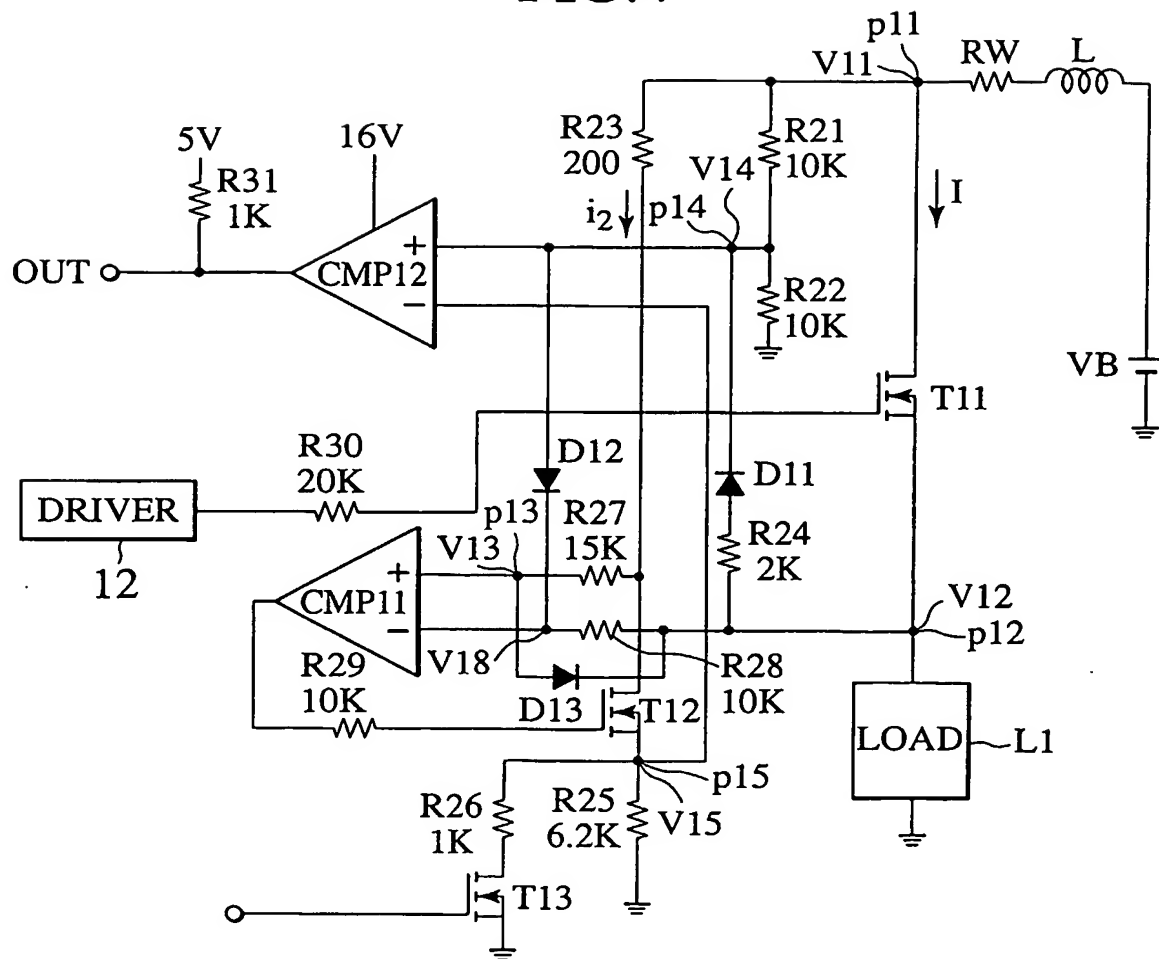 p11
V11
RW
L
R23
200
R21
10K
5V
16V
R31
1K
V14
p14
i2
I
OUT
+
CMP12
−
R22
10K
VB
T11
R30
20K
D12
D11
DRIVER
12
p13
V13
R27
15K
R24
2K
+
CMP11
−
V12
p12
V18
R28
10K
R29
10K
D13
T12
LOAD
L1
p15
V15
R26
1K
R25
6.2K
T13